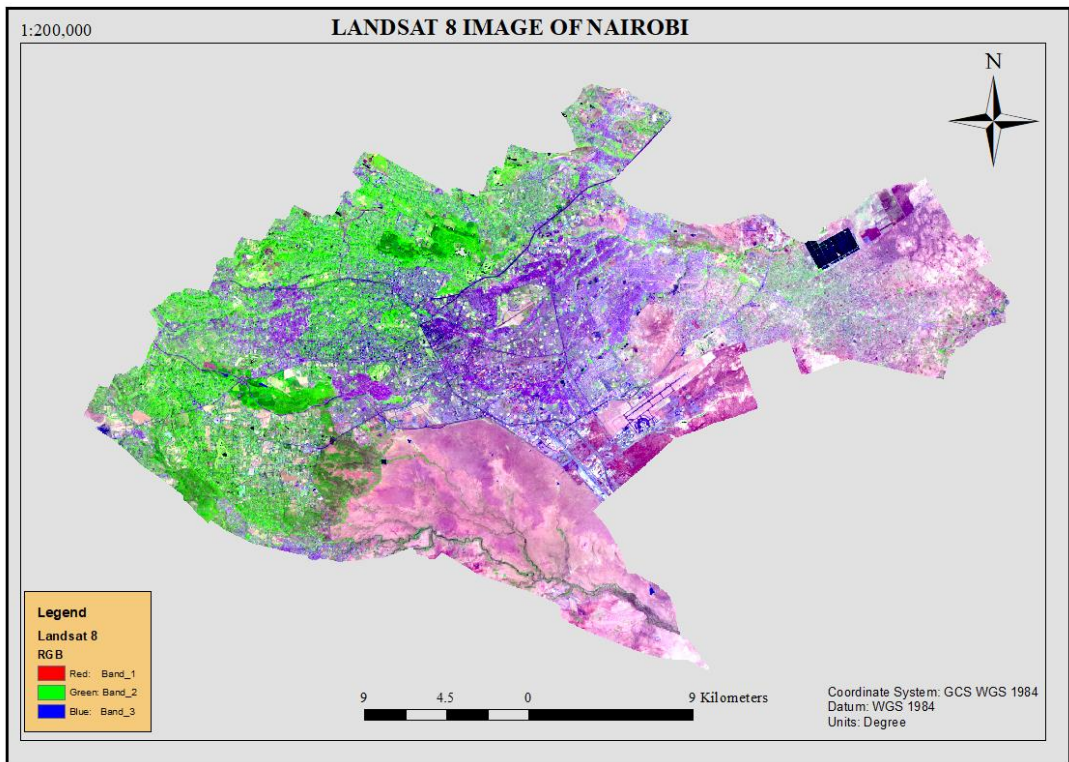 1:200,000
LANDSAT 8 IMAGE OF NAIROBI
N
Legend
Landsat 8
RGB
Red: Band_1
Green: Band_2
Blue: Band_3
9 4.5 0 9 Kilometers
Coordinate System: GCS WGS 1984
Datum: WGS 1984
Units: Degree